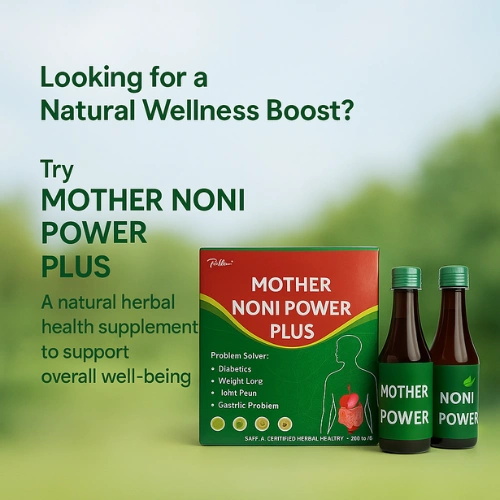 Looking for a
Natural Wellness Boost?
Try
MOTHER NONI
POWER
PLUS
A natural herbal
health supplement
to support
overall well-being
MOTHER
NONI POWER
PLUS
Problem Solver:
• Diabetics
• Weight Lorg
• Iohtt Peun
• Gastrlic Probiem
MOTHER
POWER
NONI
POWER